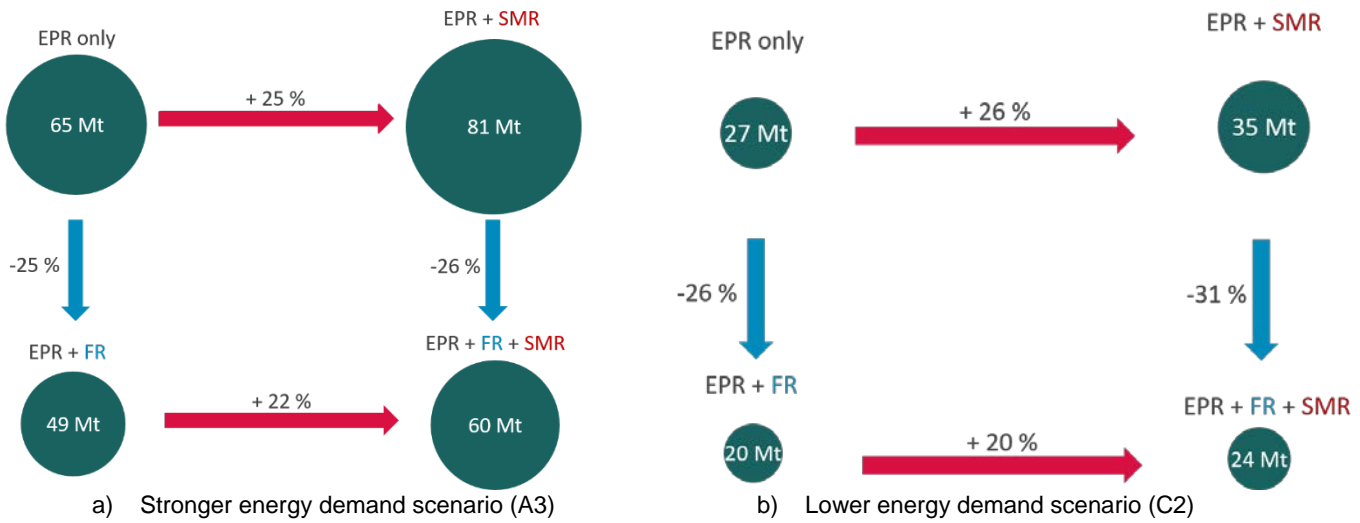 EPR only
65 Mt
+ 25 %
EPR + SMR
81 Mt
-25 %
-26 %
EPR + FR
49 Mt
+ 22 %
EPR + FR + SMR
60 Mt
a) Stronger energy demand scenario (A3)
EPR only
27 Mt
+ 26 %
EPR + SMR
35 Mt
-26 %
-31 %
EPR + FR
20 Mt
+ 20 %
EPR + FR + SMR
24 Mt
b) Lower energy demand scenario (C2)